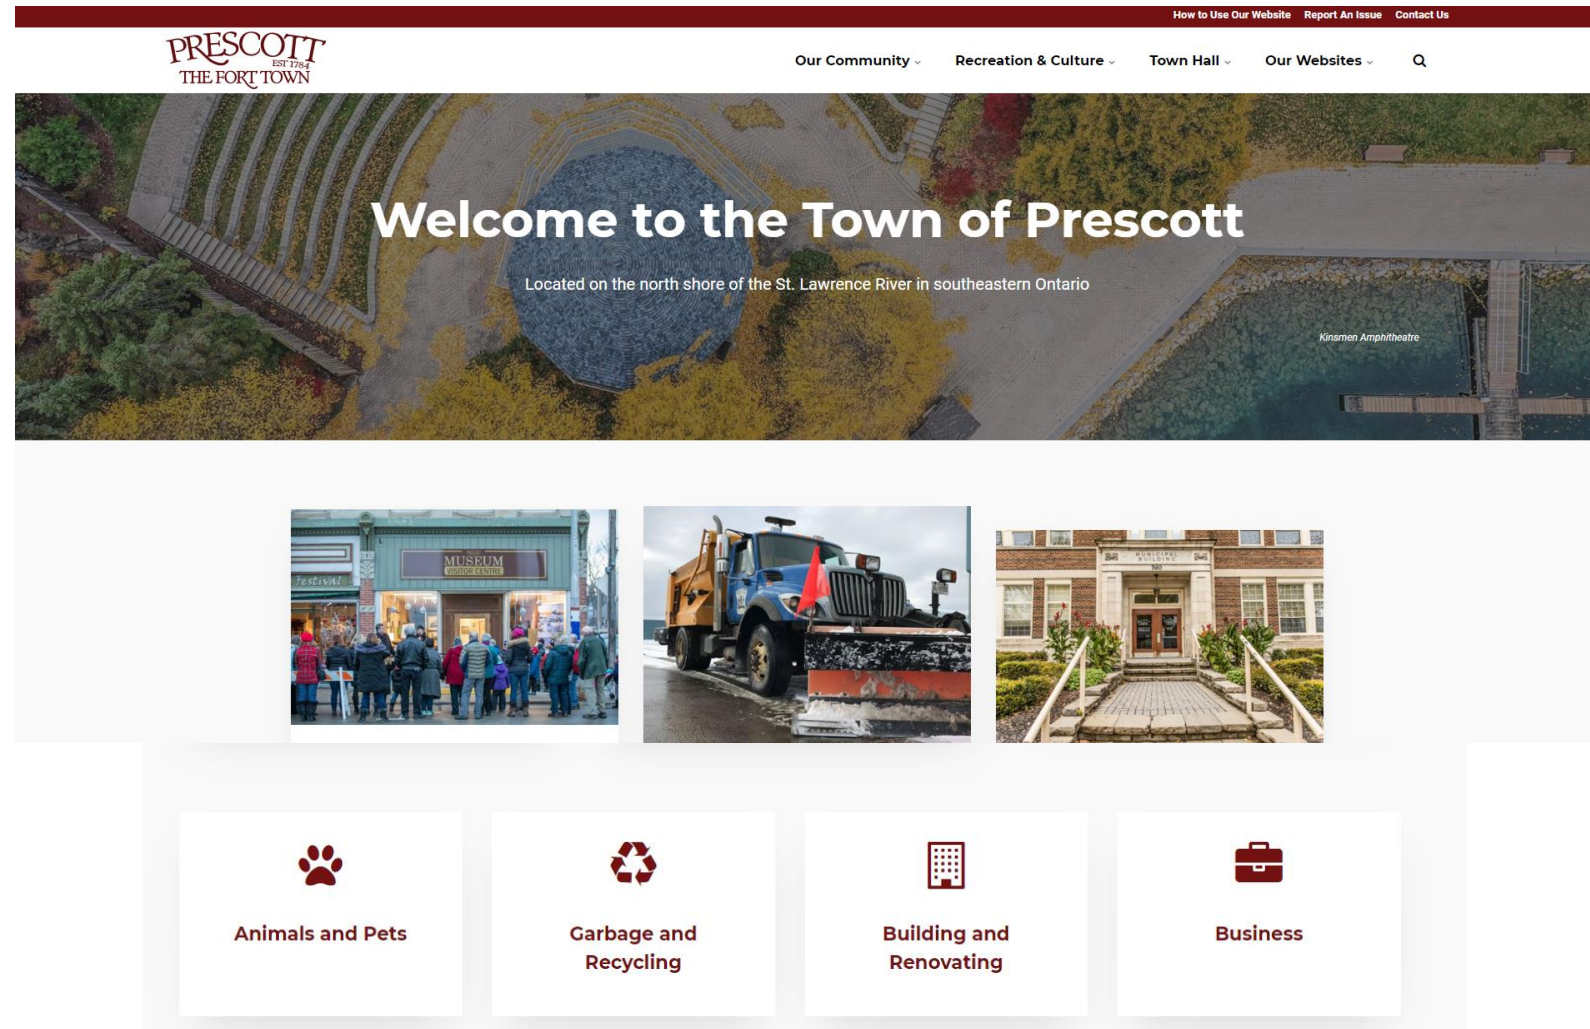 How to Use Our Website Report An Issue Contact Us
PRESCOTT
EST 1784
THE FORT TOWN
Our Community
Recreation & Culture
Town Hall
Our Websites
Welcome to the Town of Prescott
Located on the north shore of the St. Lawrence River in southeastern Ontario
Kinsmen Amphitheatre
Festival
MUSEUM
VISITOR CENTRE
MUNICIPAL
BUILDING
360
Animals and Pets
Garbage and
Recycling
Building and
Renovating
Business